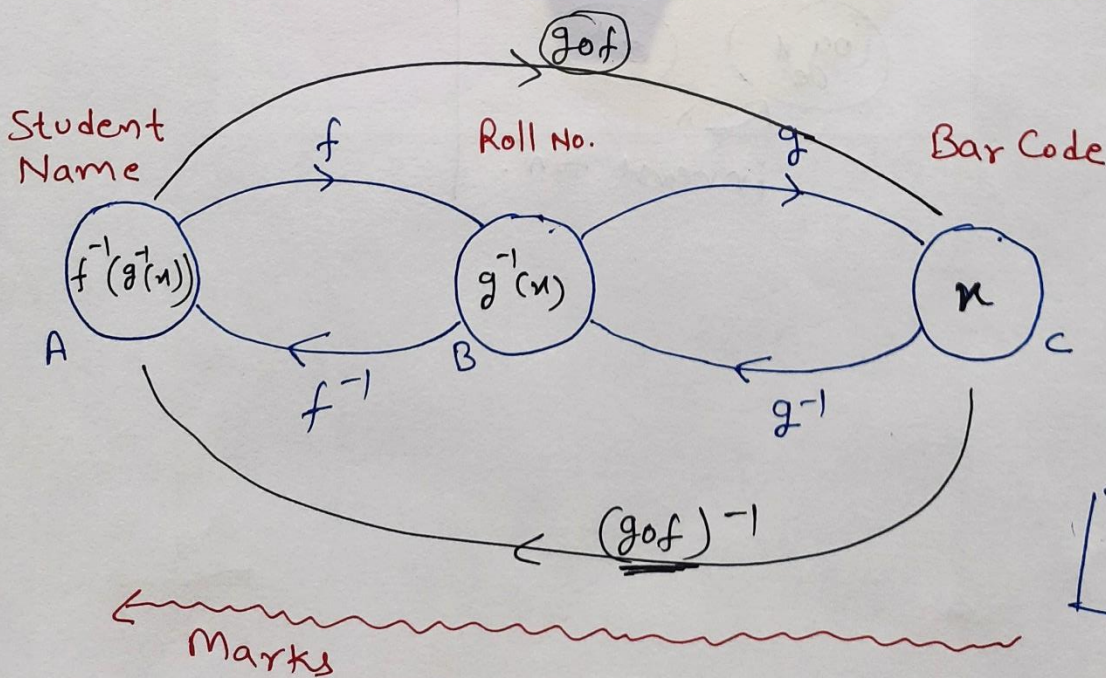 gof
Student
Name
f
Roll No.
g
Bar Code
f⁻¹(g⁻¹(x))
g⁻¹(x)
x
A
B
C
f⁻¹
g⁻¹
(gof)⁻¹
Marks